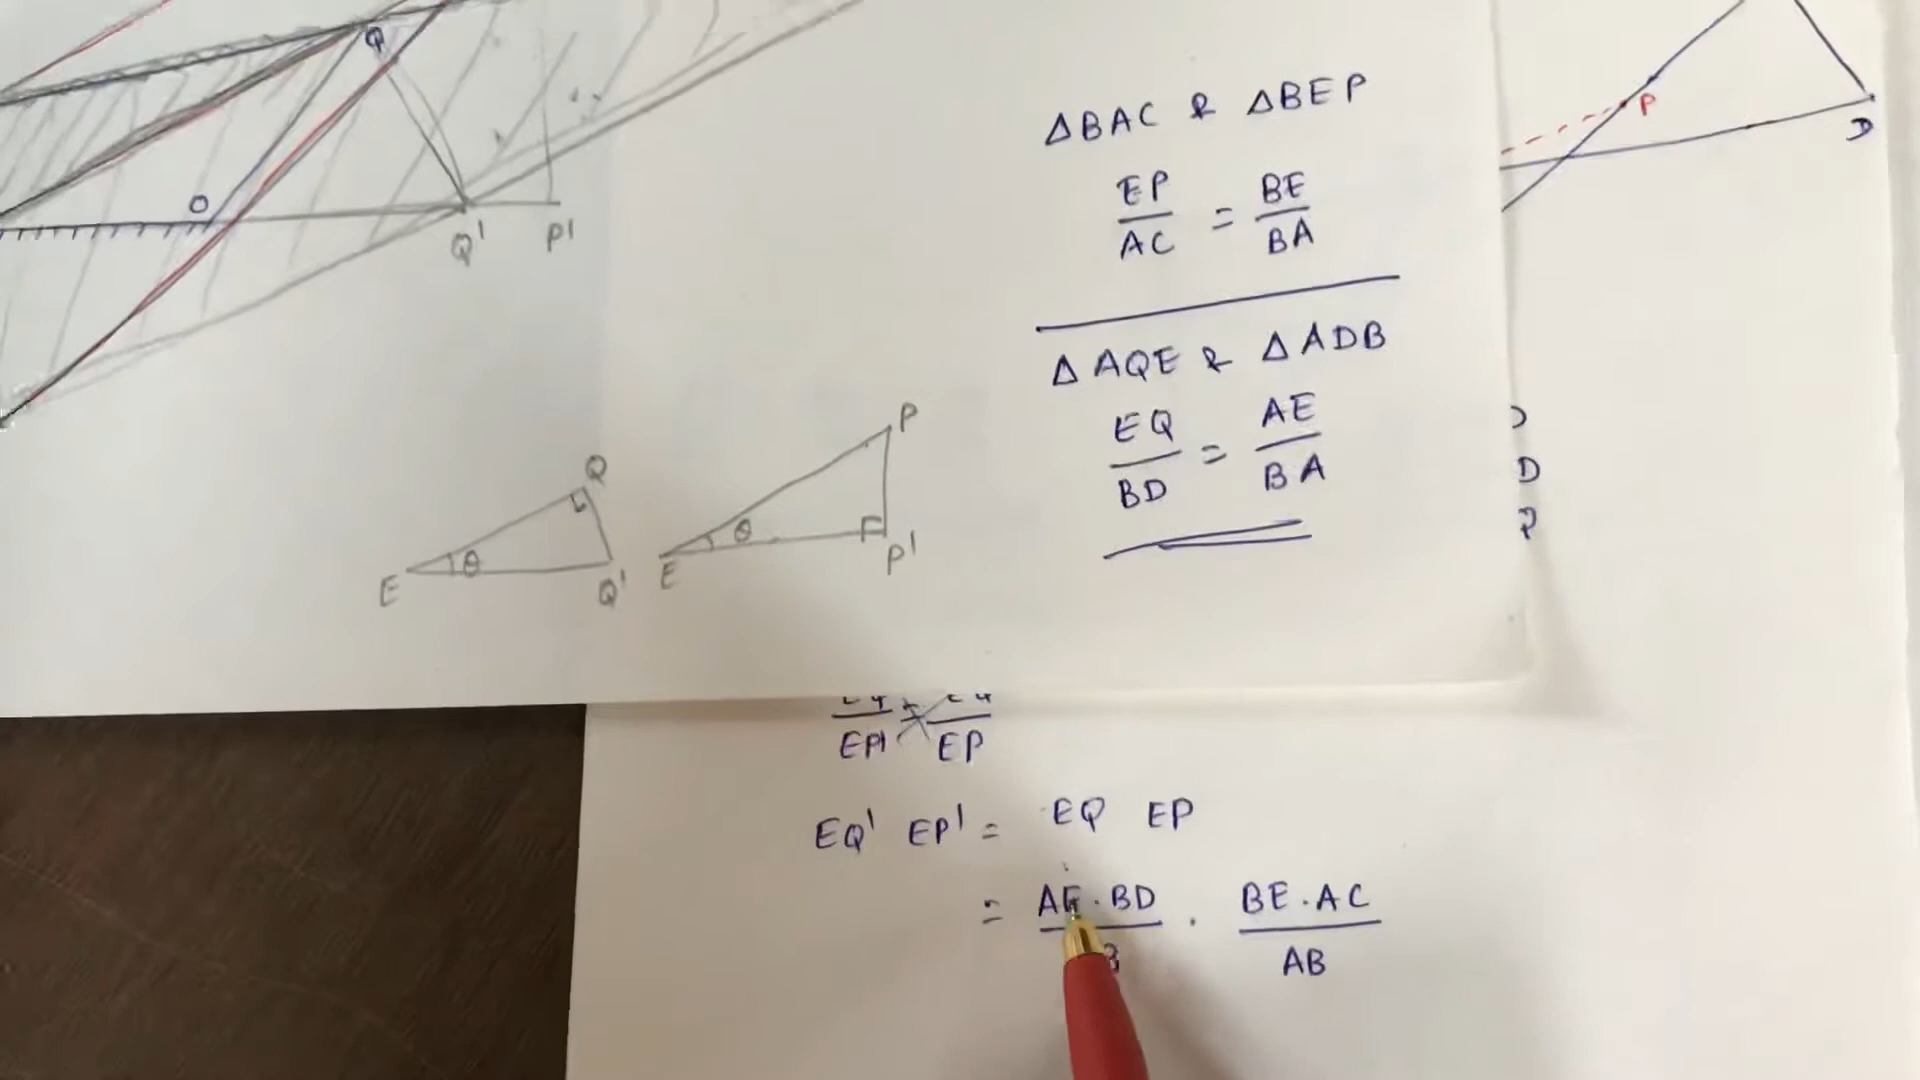 Q
O
Q'
P'
P
D
ΔBAC & ΔBEP
EP/AC = BE/BA
ΔAQE & ΔADB
EQ/BD = AE/BA
D
Q
E θ Q'
P
E θ P'
EP' EP
EQ' EP' = EQ EP
= AE·BD . BE·AC/AB